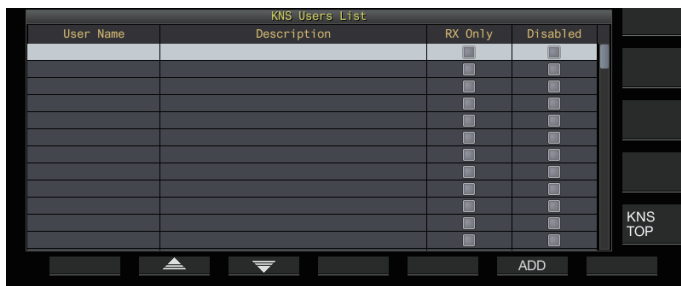 KNS Users List
User Name Description RX Only Disabled
KNS
TOP
ADD